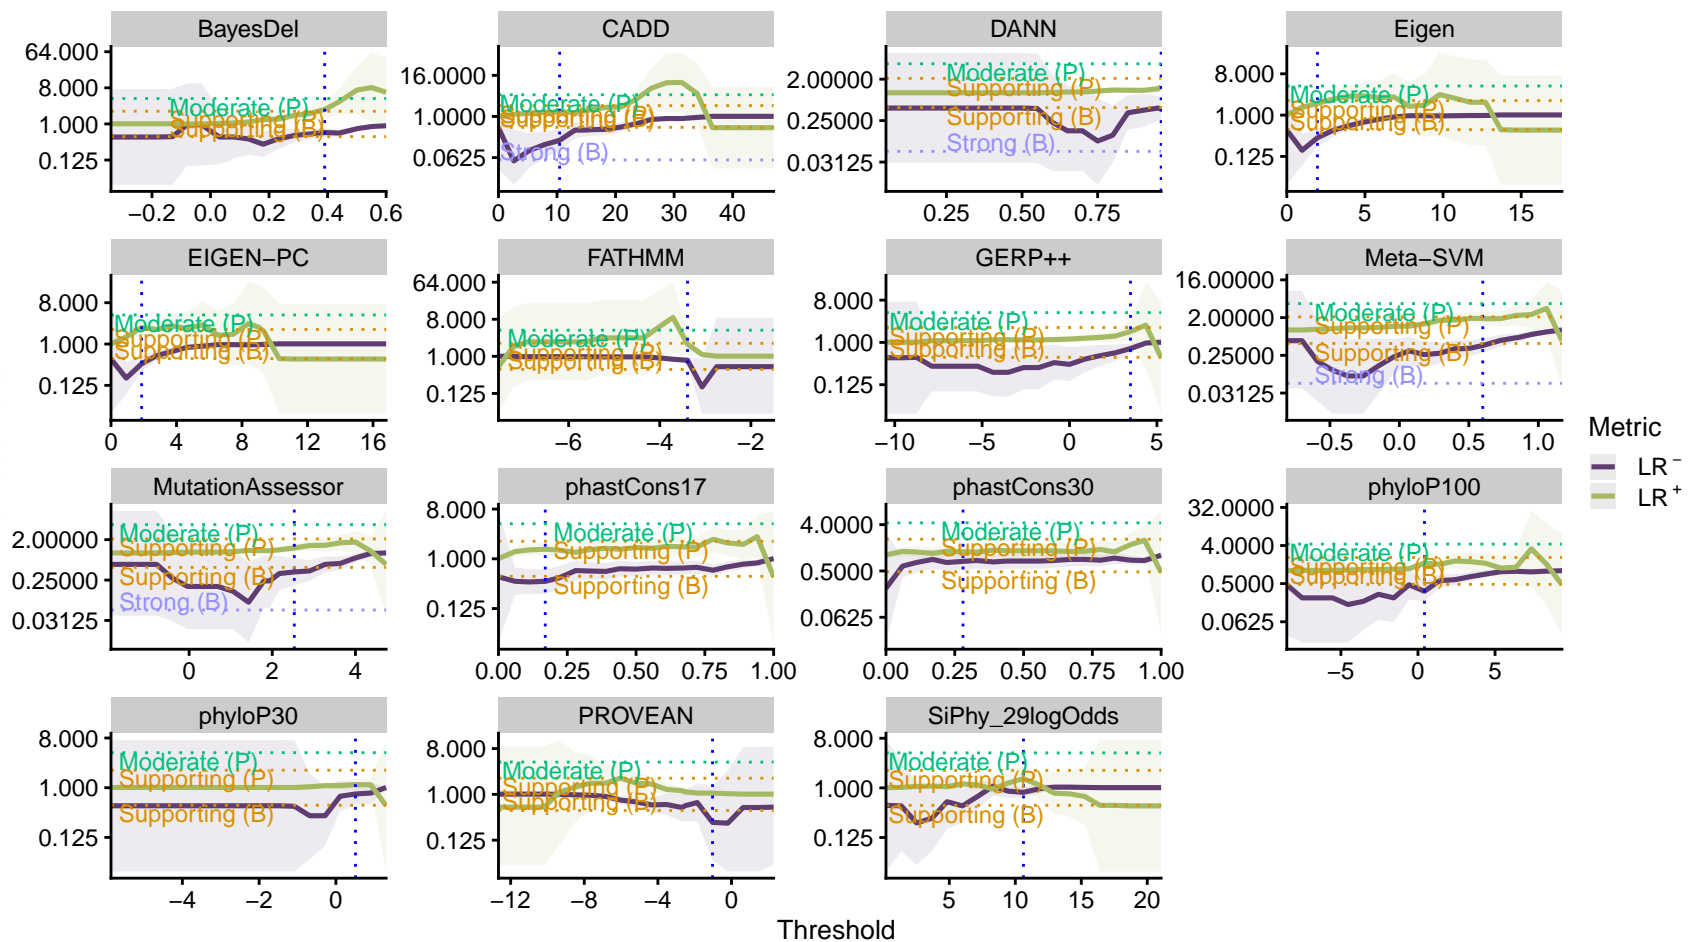 BayesDel
64.000
8.000
1.000
0.125
Moderate (P)
Supporting (P)
Supporting (B)
−0.2 0.0 0.2 0.4 0.6
CADD
16.0000
1.0000
0.0625
Moderate (P)
Supporting (P)
Supporting (B)
Strong (B)
0 10 20 30 40
DANN
2.00000
0.25000
0.03125
Moderate (P)
Supporting (P)
Supporting (B)
Strong (B)
0.25 0.50 0.75
Eigen
8.000
1.000
0.125
Moderate (P)
Supporting (P)
Supporting (B)
0 5 10 15
EIGEN−PC
8.000
1.000
0.125
Moderate (P)
Supporting (P)
Supporting (B)
0 4 8 12 16
FATHMM
64.000
8.000
1.000
0.125
Moderate (P)
Supporting (P)
Supporting (B)
−6 −4 −2
GERP++
8.000
1.000
0.125
Moderate (P)
Supporting (P)
Supporting (B)
−10 −5 0 5
Meta−SVM
16.00000
2.00000
0.25000
0.03125
Moderate (P)
Supporting (P)
Supporting (B)
Strong (B)
−0.5 0.0 0.5 1.0
MutationAssessor
2.00000
0.25000
0.03125
Moderate (P)
Supporting (P)
Supporting (B)
Strong (B)
0 2 4
phastCons17
8.000
1.000
0.125
Moderate (P)
Supporting (P)
Supporting (B)
0.00 0.25 0.50 0.75 1.00
phastCons30
4.0000
0.5000
0.0625
Moderate (P)
Supporting (P)
Supporting (B)
0.00 0.25 0.50 0.75 1.00
phyloP100
32.0000
4.0000
0.5000
0.0625
Moderate (P)
Supporting (P)
Supporting (B)
−5 0 5
phyloP30
8.000
1.000
0.125
Moderate (P)
Supporting (P)
Supporting (B)
−4 −2 0
PROVEAN
8.000
1.000
0.125
Moderate (P)
Supporting (P)
Supporting (B)
−12 −8 −4 0
SiPhy_29logOdds
8.000
1.000
0.125
Moderate (P)
Supporting (P)
Supporting (B)
5 10 15 20
Threshold
Metric
LR⁻
LR⁺